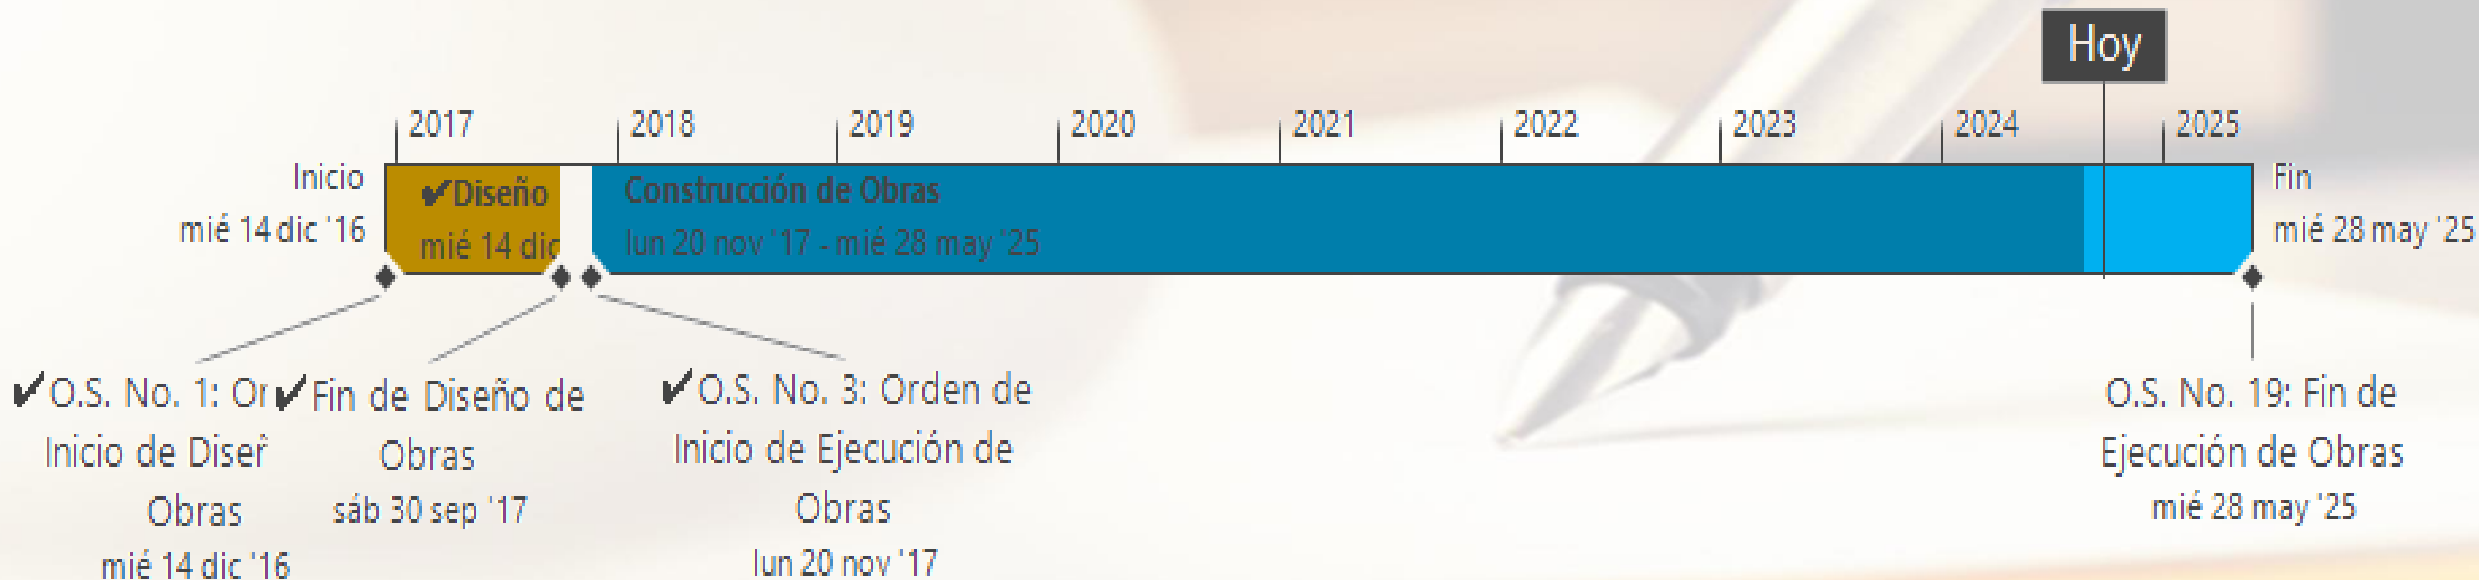 Hoy
2017 2018 2019 2020 2021 2022 2023 2024 2025
Inicio
mié 14 dic '16
✔Diseño
mié 14 dic
Construcción de Obras
lun 20 nov '17 - mié 28 may '25
Fin
mié 28 may '25
✔O.S. No. 1: Or
Inicio de Diseñ
Obras
mié 14 dic '16
✔Fin de Diseño de
Obras
sáb 30 sep '17
✔O.S. No. 3: Orden de
Inicio de Ejecución de
Obras
lun 20 nov '17
O.S. No. 19: Fin de
Ejecución de Obras
mié 28 may '25